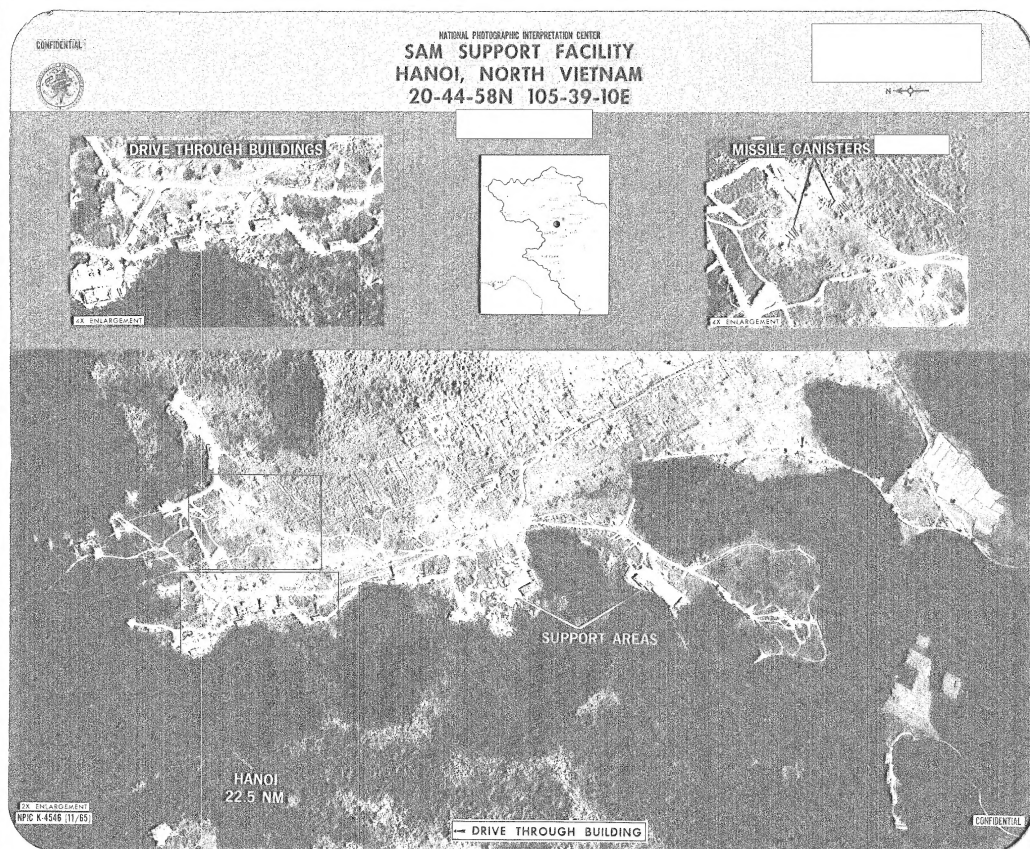 CONFIDENTIAL
NATIONAL PHOTOGRAPHIC INTERPRETATION CENTER
SAM SUPPORT FACILITY
HANOI, NORTH VIETNAM
20-44-58N 105-39-10E
N
DRIVE THROUGH BUILDINGS
4X ENLARGEMENT
MISSILE CANISTERS
4X ENLARGEMENT
SUPPORT AREAS
HANOI
22.5 NM
2X ENLARGEMENT
NPIC K-4546 (11/65)
DRIVE THROUGH BUILDING
CONFIDENTIAL